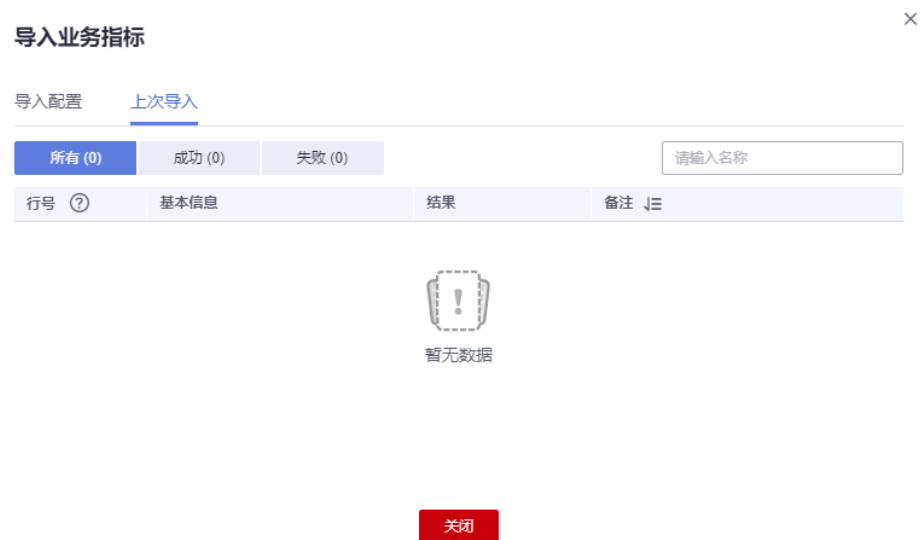 导入业务指标
导入配置 上次导入
所有 (0) 成功 (0) 失败 (0) 请输入名称
行号 ? 基本信息 结果 备注
暂无数据
关闭